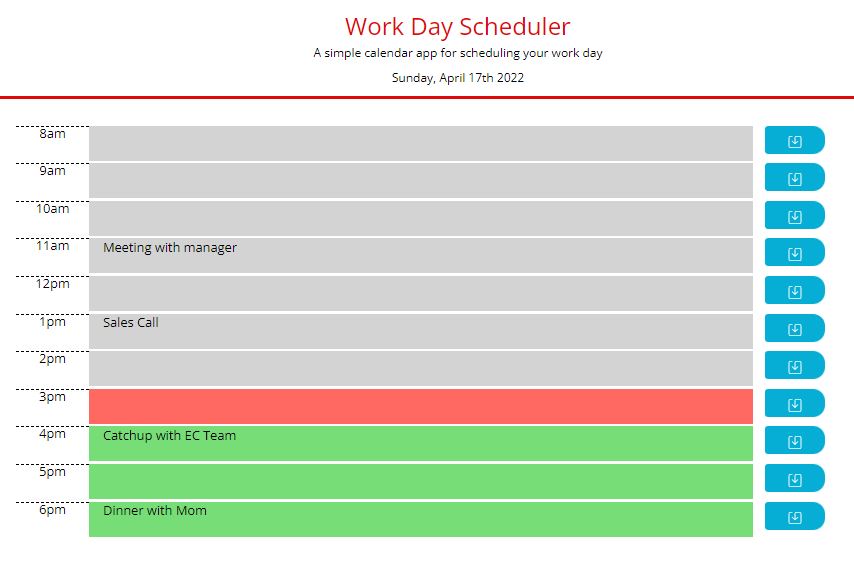 Work Day Scheduler
A simple calendar app for scheduling your work day
Sunday, April 17th 2022
8am
9am
10am
11am Meeting with manager
12pm
1pm Sales Call
2pm
3pm
4pm Catchup with EC Team
5pm
6pm Dinner with Mom